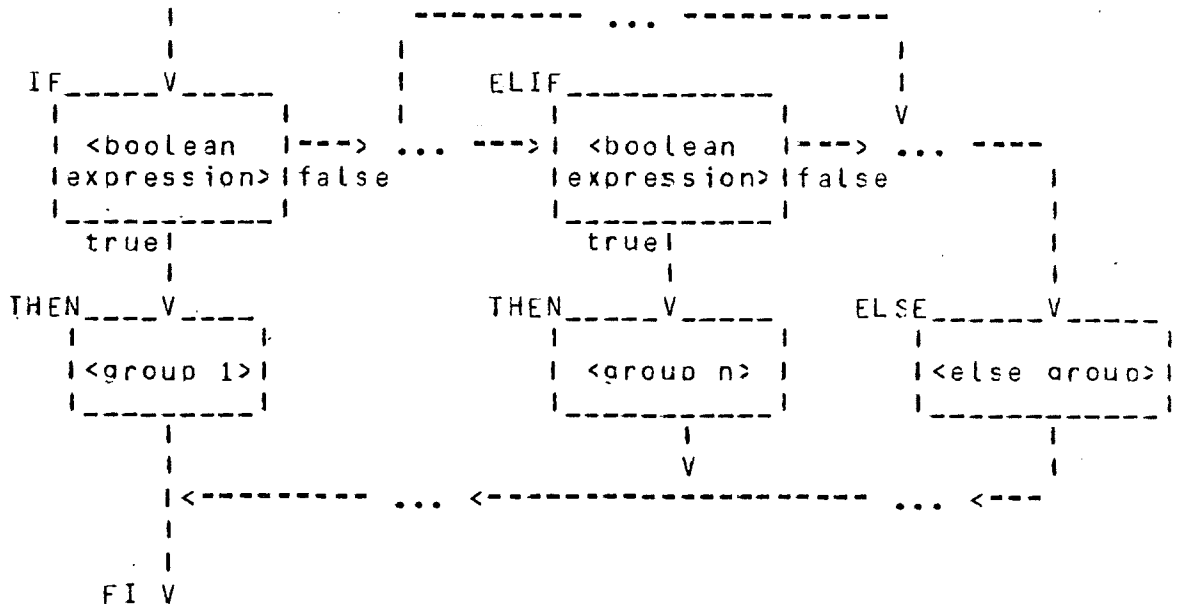 ...
IF ELIF
<boolean ---> ... ---> <boolean ---> ... ----
expression> false expression> false
true true
THEN THEN ELSE
<group 1> <group n> <else group>
<--------- ... <----------------- ... <---
FI V